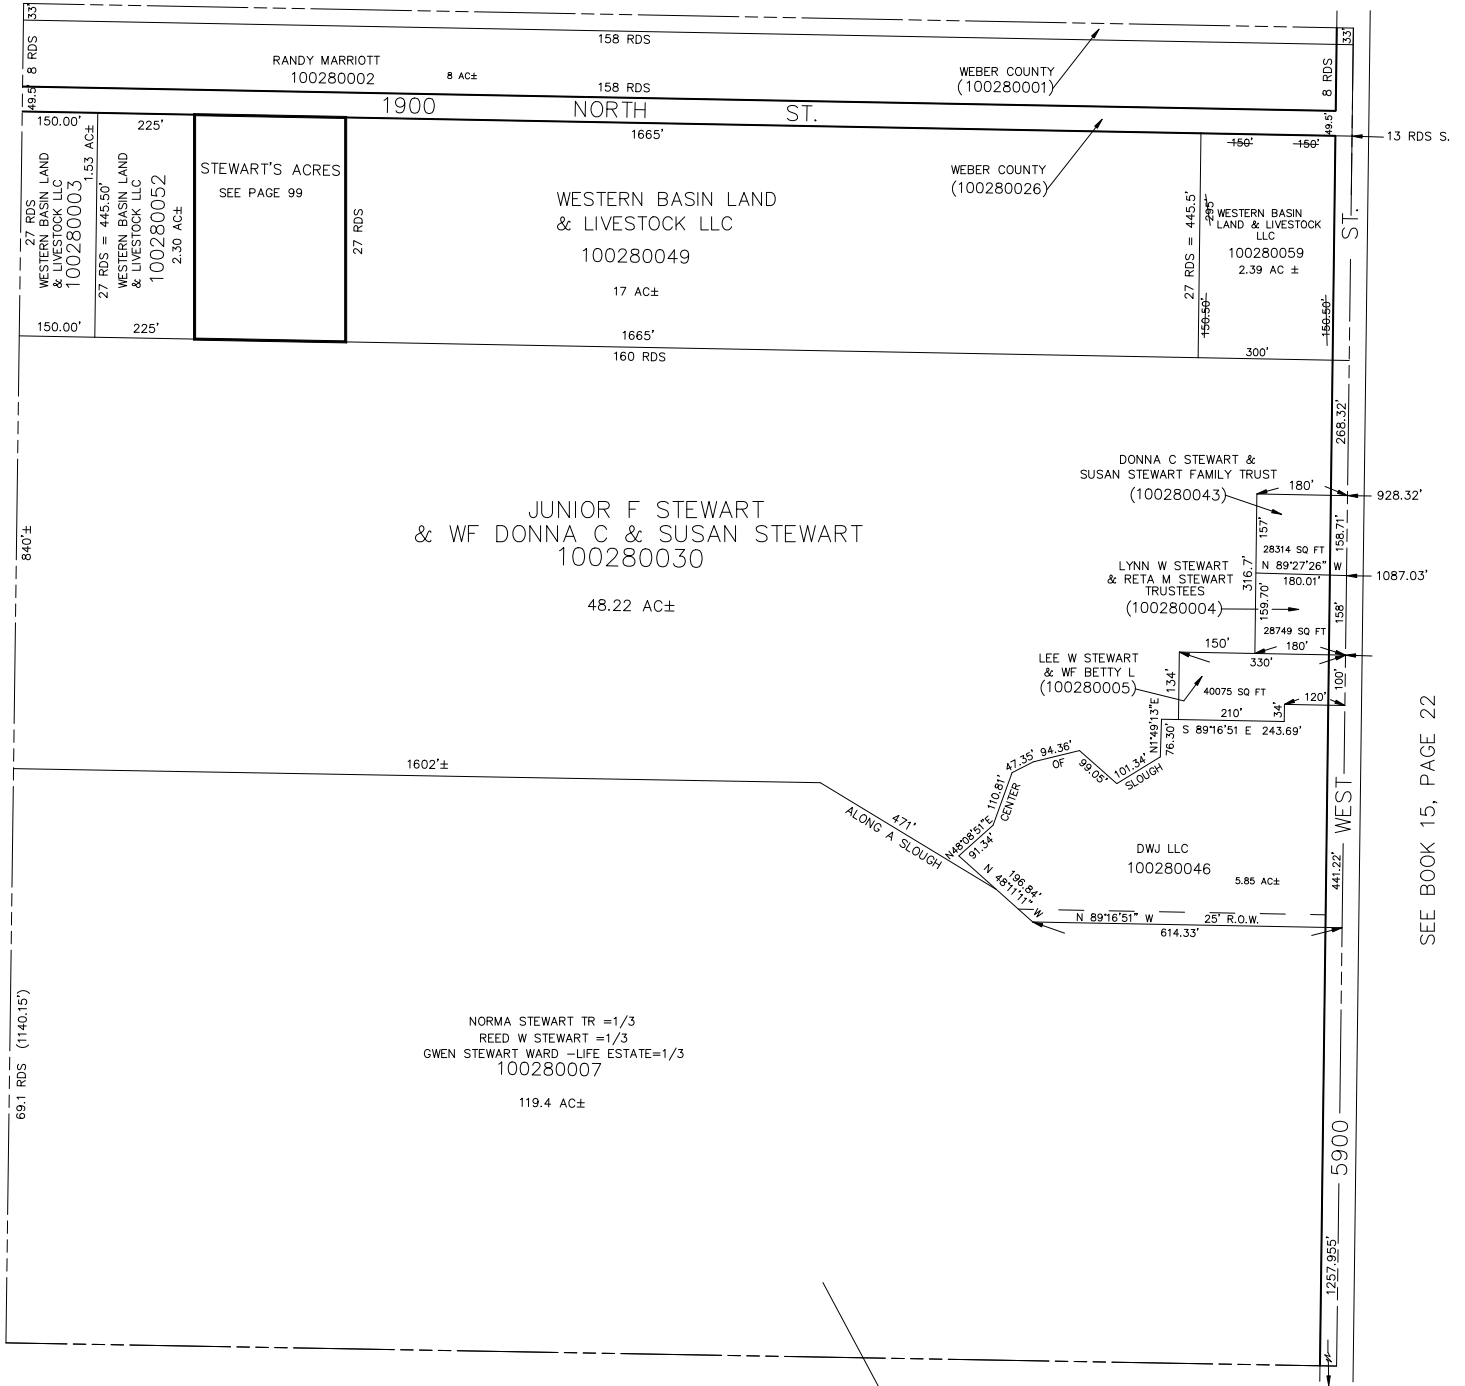 33'
158 RDS
33'
8 RDS
RANDY MARRIOTT
100280002
8 AC±
WEBER COUNTY
(100280001)
8 RDS
158 RDS
49.5'
1900 NORTH ST.
49.5'
13 RDS S.
150.00'
225'
1665'
150'
150'
STEWART'S ACRES
SEE PAGE 99
WEBER COUNTY
(100280026)
27 RDS
WESTERN BASIN LAND
& LIVESTOCK LLC
100280003
1.53 AC±
27 RDS = 445.50'
WESTERN BASIN LAND
& LIVESTOCK LLC
100280052
2.30 AC±
27 RDS
WESTERN BASIN LAND
& LIVESTOCK LLC
100280049
17 AC±
27 RDS = 445.5'
295'
WESTERN BASIN
LAND & LIVESTOCK
LLC
100280059
2.39 AC ±
150.50'
150.50'
ST.
150.00'
225'
1665'
160 RDS
300'
268.32'
DONNA C STEWART &
SUSAN STEWART FAMILY TRUST
(100280043)
180'
928.32'
157'
158.71'
28314 SQ FT
N 89°27'26" W
180.01'
1087.03'
316.7'
LYNN W STEWART
& RETA M STEWART
TRUSTEES
(100280004)
159.70'
158'
28749 SQ FT
840'±
JUNIOR F STEWART
& WF DONNA C & SUSAN STEWART
100280030
48.22 AC±
150'
180'
330'
LEE W STEWART
& WF BETTY L
(100280005)
134'
40075 SQ FT
100'
120'
34'
210'
S 89°16'51 E 243.69'
N1°49'13"E
76.30'
101.34'
99.05'
94.36'
47.35'
110.81'
CENTER
OF
SLOUGH
N48°08'51"E
91.34'
1602'±
471'
ALONG A SLOUGH
196.84'
N 48°11'11" W
DWJ LLC
100280046
5.85 AC±
441.22'
WEST
SEE BOOK 15, PAGE 22
N 89°16'51" W
25' R.O.W.
614.33'
69.1 RDS (1140.15')
NORMA STEWART TR =1/3
REED W STEWART =1/3
GWEN STEWART WARD -LIFE ESTATE=1/3
100280007
119.4 AC±
5900
1257.955'